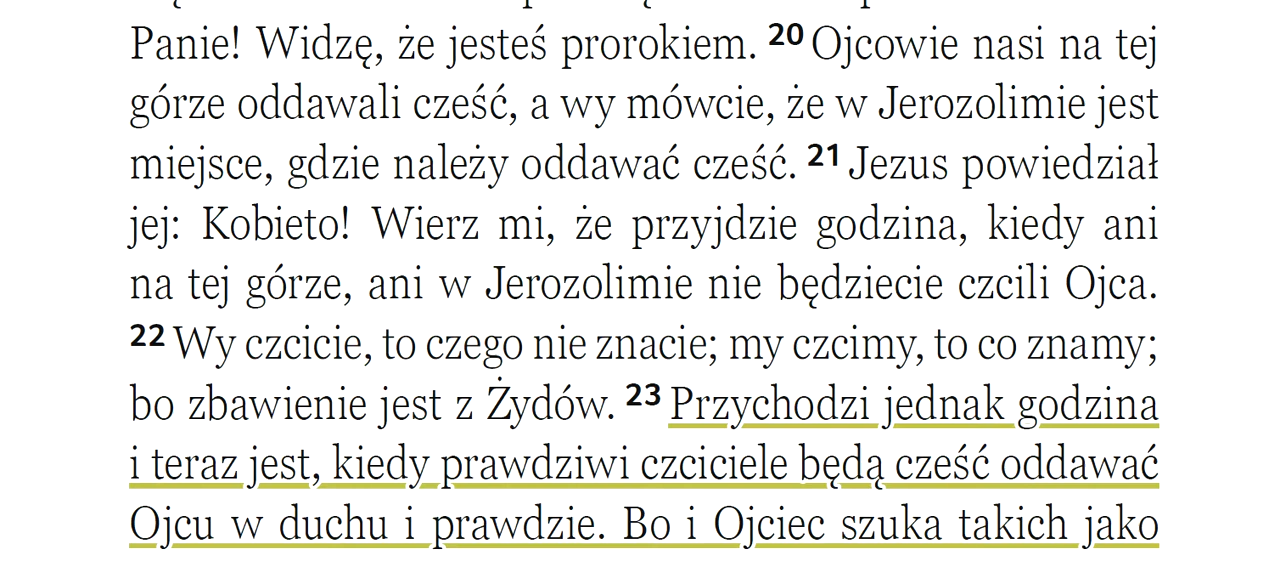 Panie! Widzę, że jesteś prorokiem. 20 Ojcowie nasi na tej
górze oddawali cześć, a wy mówcie, że w Jerozolimie jest
miejsce, gdzie należy oddawać cześć. 21 Jezus powiedział
jej: Kobieto! Wierz mi, że przyjdzie godzina, kiedy ani
na tej górze, ani w Jerozolimie nie będziecie czcili Ojca.
22 Wy czcicie, to czego nie znacie; my czcimy, to co znamy;
bo zbawienie jest z Żydów. 23 Przychodzi jednak godzina
i teraz jest, kiedy prawdziwi czciciele będą cześć oddawać
Ojcu w duchu i prawdzie. Bo i Ojciec szuka takich jako